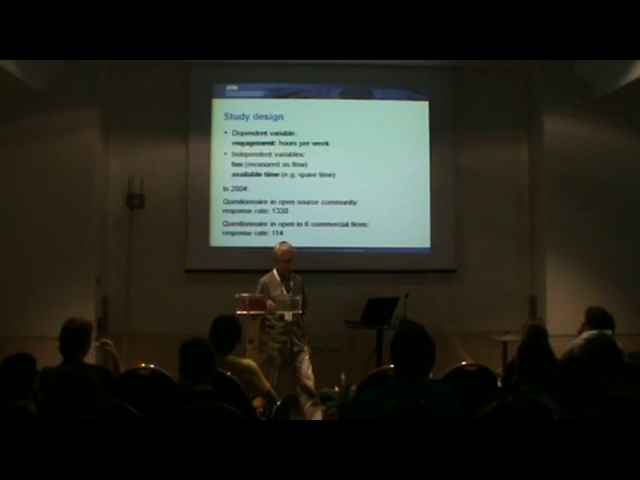 Study design
• Dependent variable:
engagement: hours per week
• Independent variables:
fun (measured as flow)
available time (e.g. spare time)
In 2004:
Questionnaire in open source community:
response rate: 1330
Questionnaire in open in 6 commercial firms:
response rate: 114